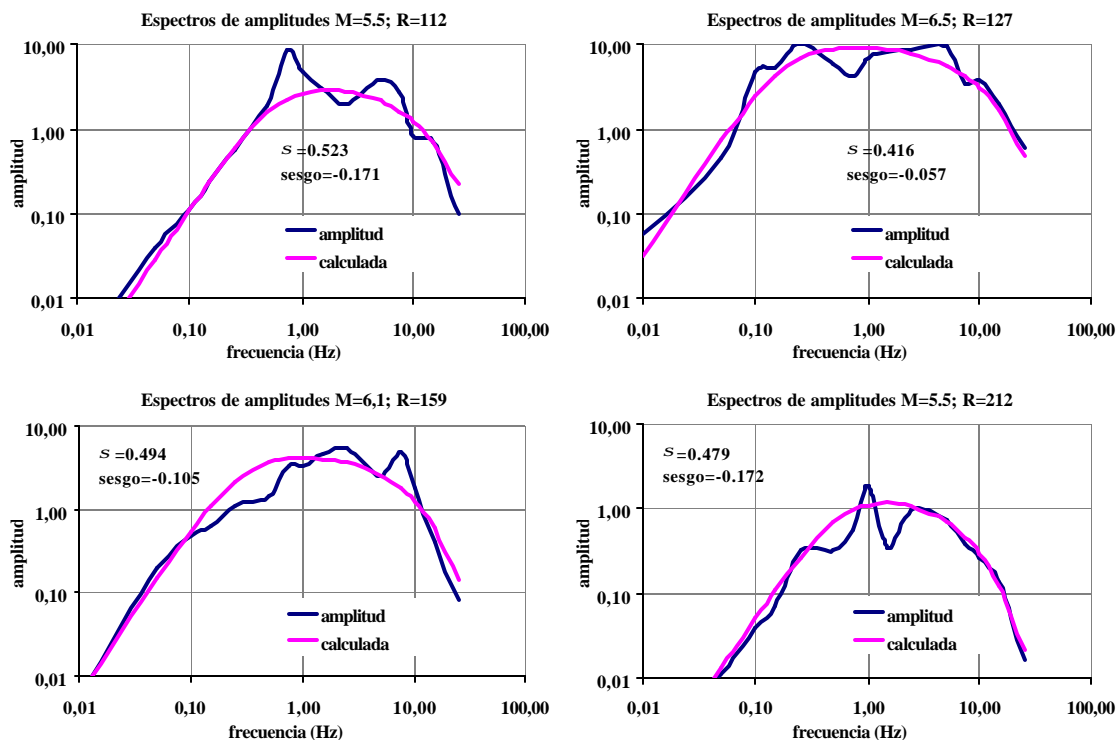 Espectros de amplitudes M=5.5; R=112
amplitud
10,00
1,00
0,10
0,01
s=0.523
sesgo=-0.171
amplitud
calculada
0,01 0,10 1,00 10,00 100,00
frecuencia (Hz)
Espectros de amplitudes M=6.5; R=127
amplitud
10,00
1,00
0,10
0,01
s=0.416
sesgo=-0.057
amplitud
calculada
0,01 0,10 1,00 10,00 100,00
frecuencia (Hz)
Espectros de amplitudes M=6,1; R=159
amplitud
10,00
1,00
0,10
0,01
s=0.494
sesgo=-0.105
amplitud
calculada
0,01 0,10 1,00 10,00 100,00
frecuencia (Hz)
Espectros de amplitudes M=5.5; R=212
amplitud
10,00
1,00
0,10
0,01
s=0.479
sesgo=-0.172
amplitud
calculada
0,01 0,10 1,00 10,00 100,00
frecuencia (Hz)